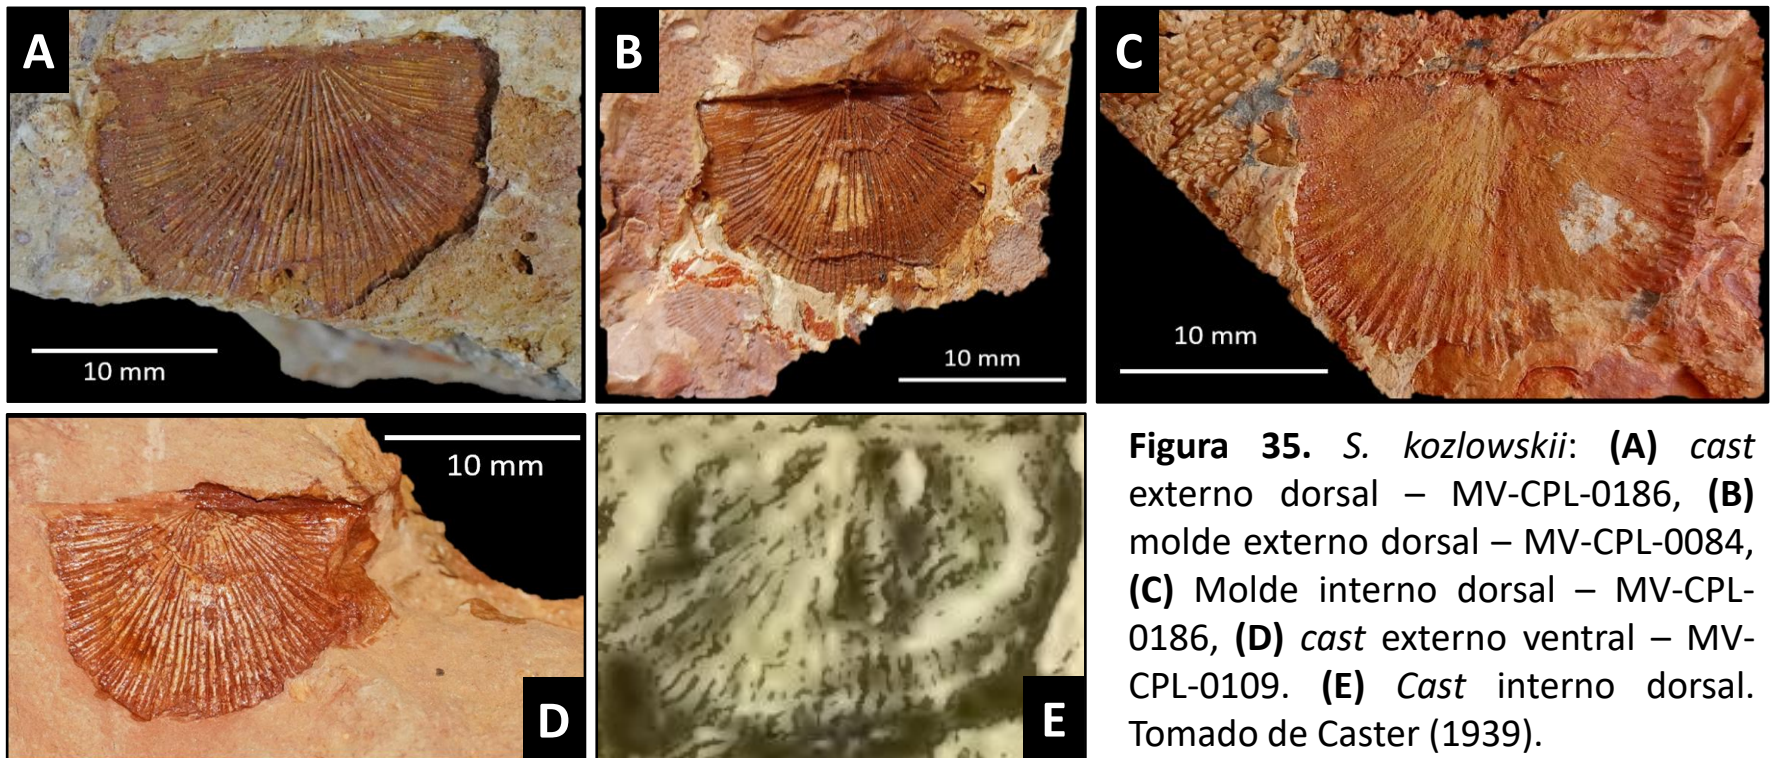 A
B
C
10 mm
10 mm
10 mm
10 mm
D
E
Figura 35. S. kozlowskii: (A) cast
externo dorsal – MV-CPL-0186, (B)
molde externo dorsal – MV-CPL-0084,
(C) Molde interno dorsal – MV-CPL-
0186, (D) cast externo ventral – MV-
CPL-0109. (E) Cast interno dorsal.
Tomado de Caster (1939).